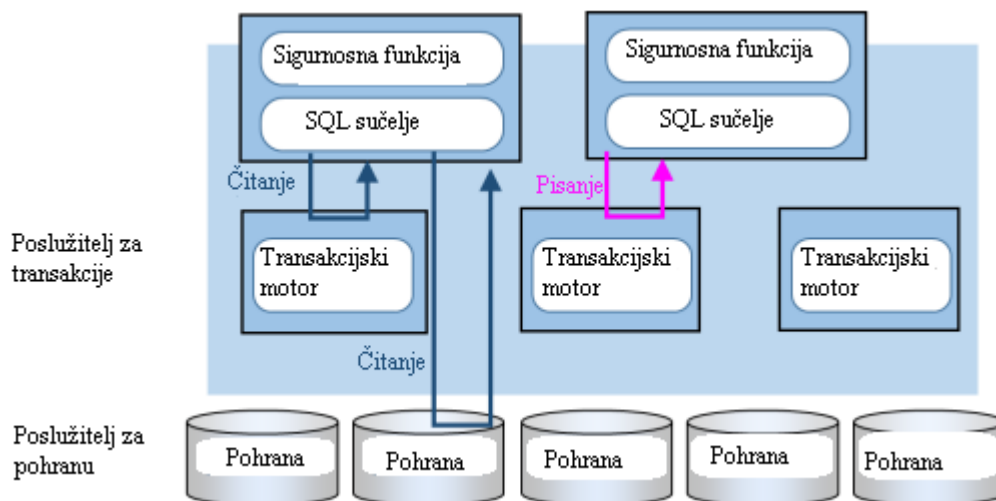 Sigurnosna funkcija
SQL sučelje
Sigurnosna funkcija
SQL sučelje
Čitanje
Pisanje
Poslužitelj za
transakcije
Transakcijski
motor
Transakcijski
motor
Transakcijski
motor
Čitanje
Poslužitelj za
pohranu
Pohrana
Pohrana
Pohrana
Pohrana
Pohrana